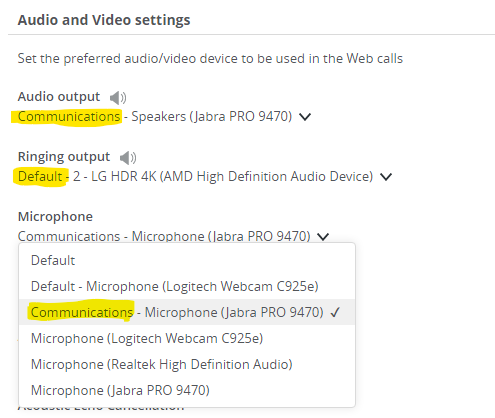 Audio and Video settings
Set the preferred audio/video device to be used in the Web calls
Audio output
Communications - Speakers (Jabra PRO 9470)
Ringing output
Default - 2 - LG HDR 4K (AMD High Definition Audio Device)
Microphone
Communications - Microphone (Jabra PRO 9470)
Default
Default - Microphone (Logitech Webcam C925e)
Communications - Microphone (Jabra PRO 9470) ✓
Microphone (Logitech Webcam C925e)
Microphone (Realtek High Definition Audio)
Microphone (Jabra PRO 9470)
Acoustic Echo Cancellation